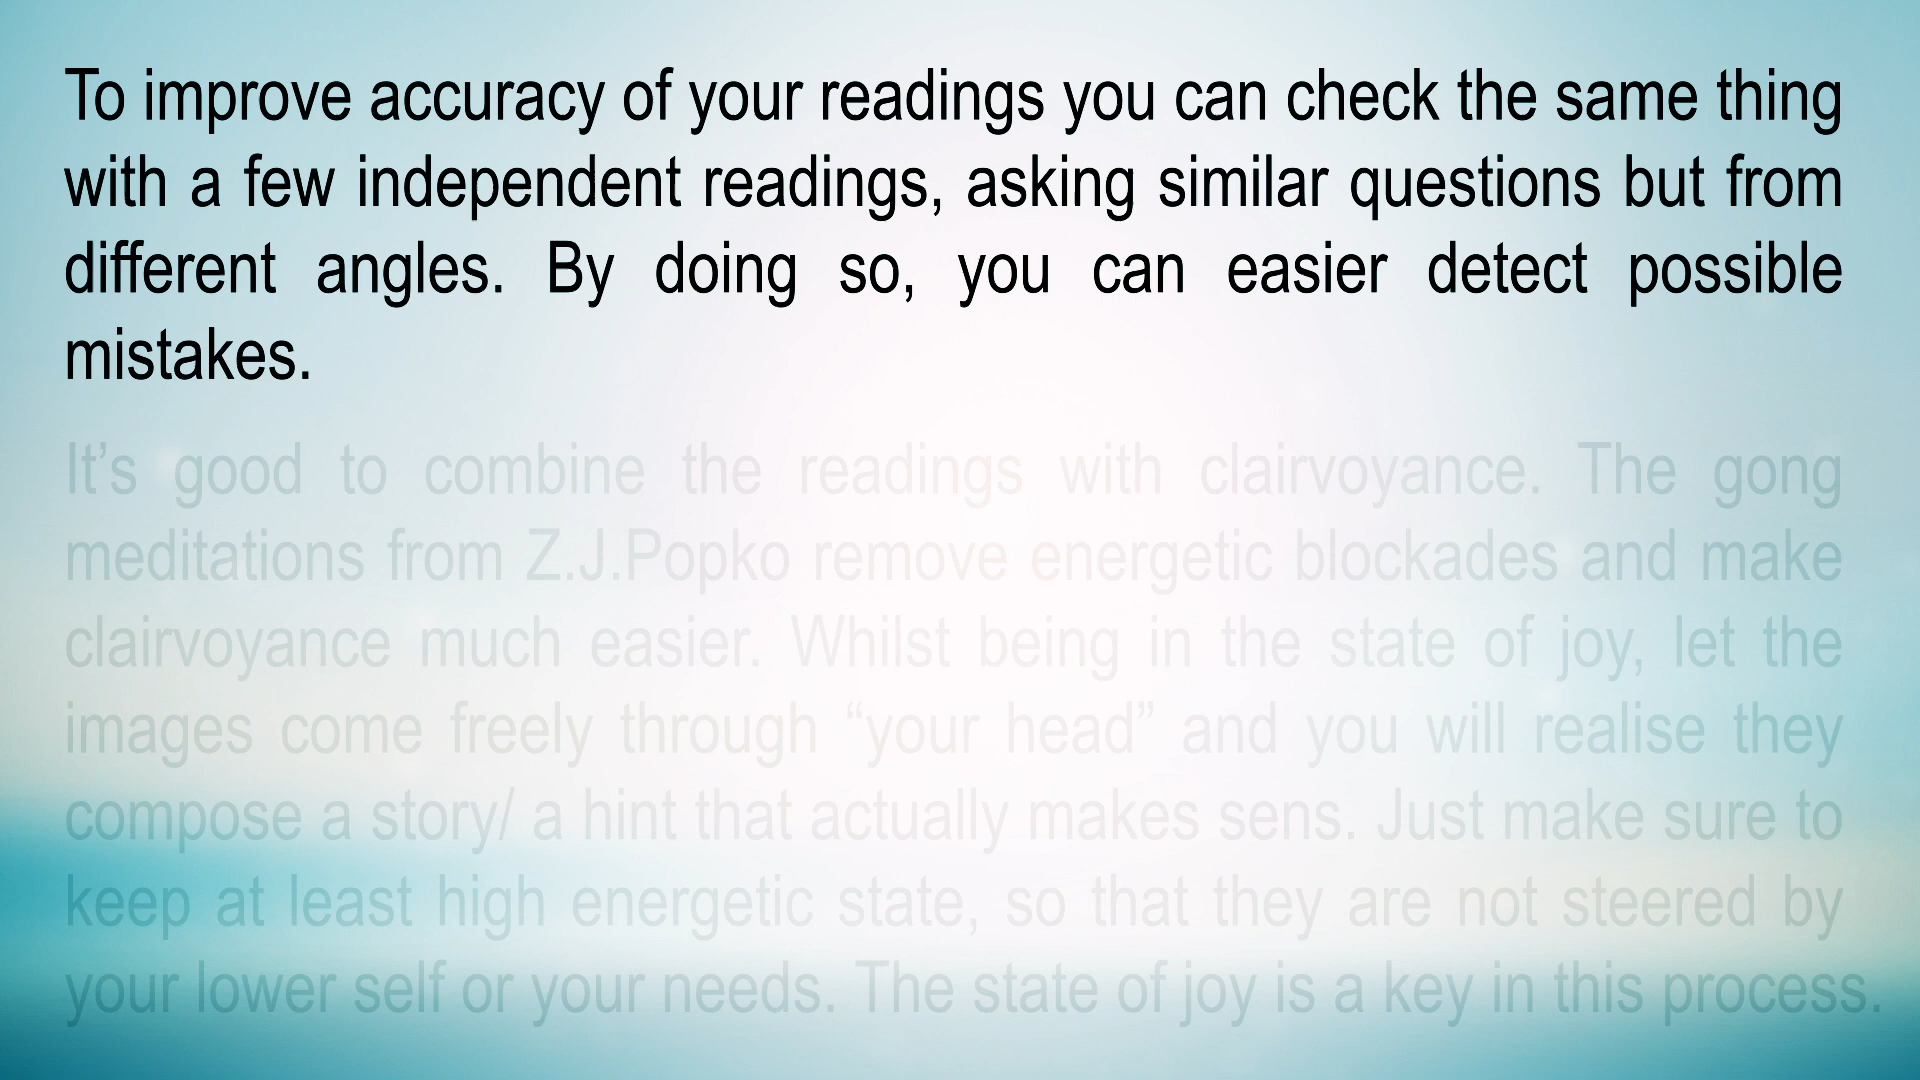 To improve accuracy of your readings you can check the same thing
with a few independent readings, asking similar questions but from
different angles. By doing so, you can easier detect possible
mistakes.
It’s good to combine the readings with clairvoyance. The gong
meditations from Z.J.Popko remove energetic blockades and make
clairvoyance much easier. Whilst being in the state of joy, let the
images come freely through “your head” and you will realise they
compose a story/ a hint that actually makes sens. Just make sure to
keep at least high energetic state, so that they are not steered by
your lower self or your needs. The state of joy is a key in this process.